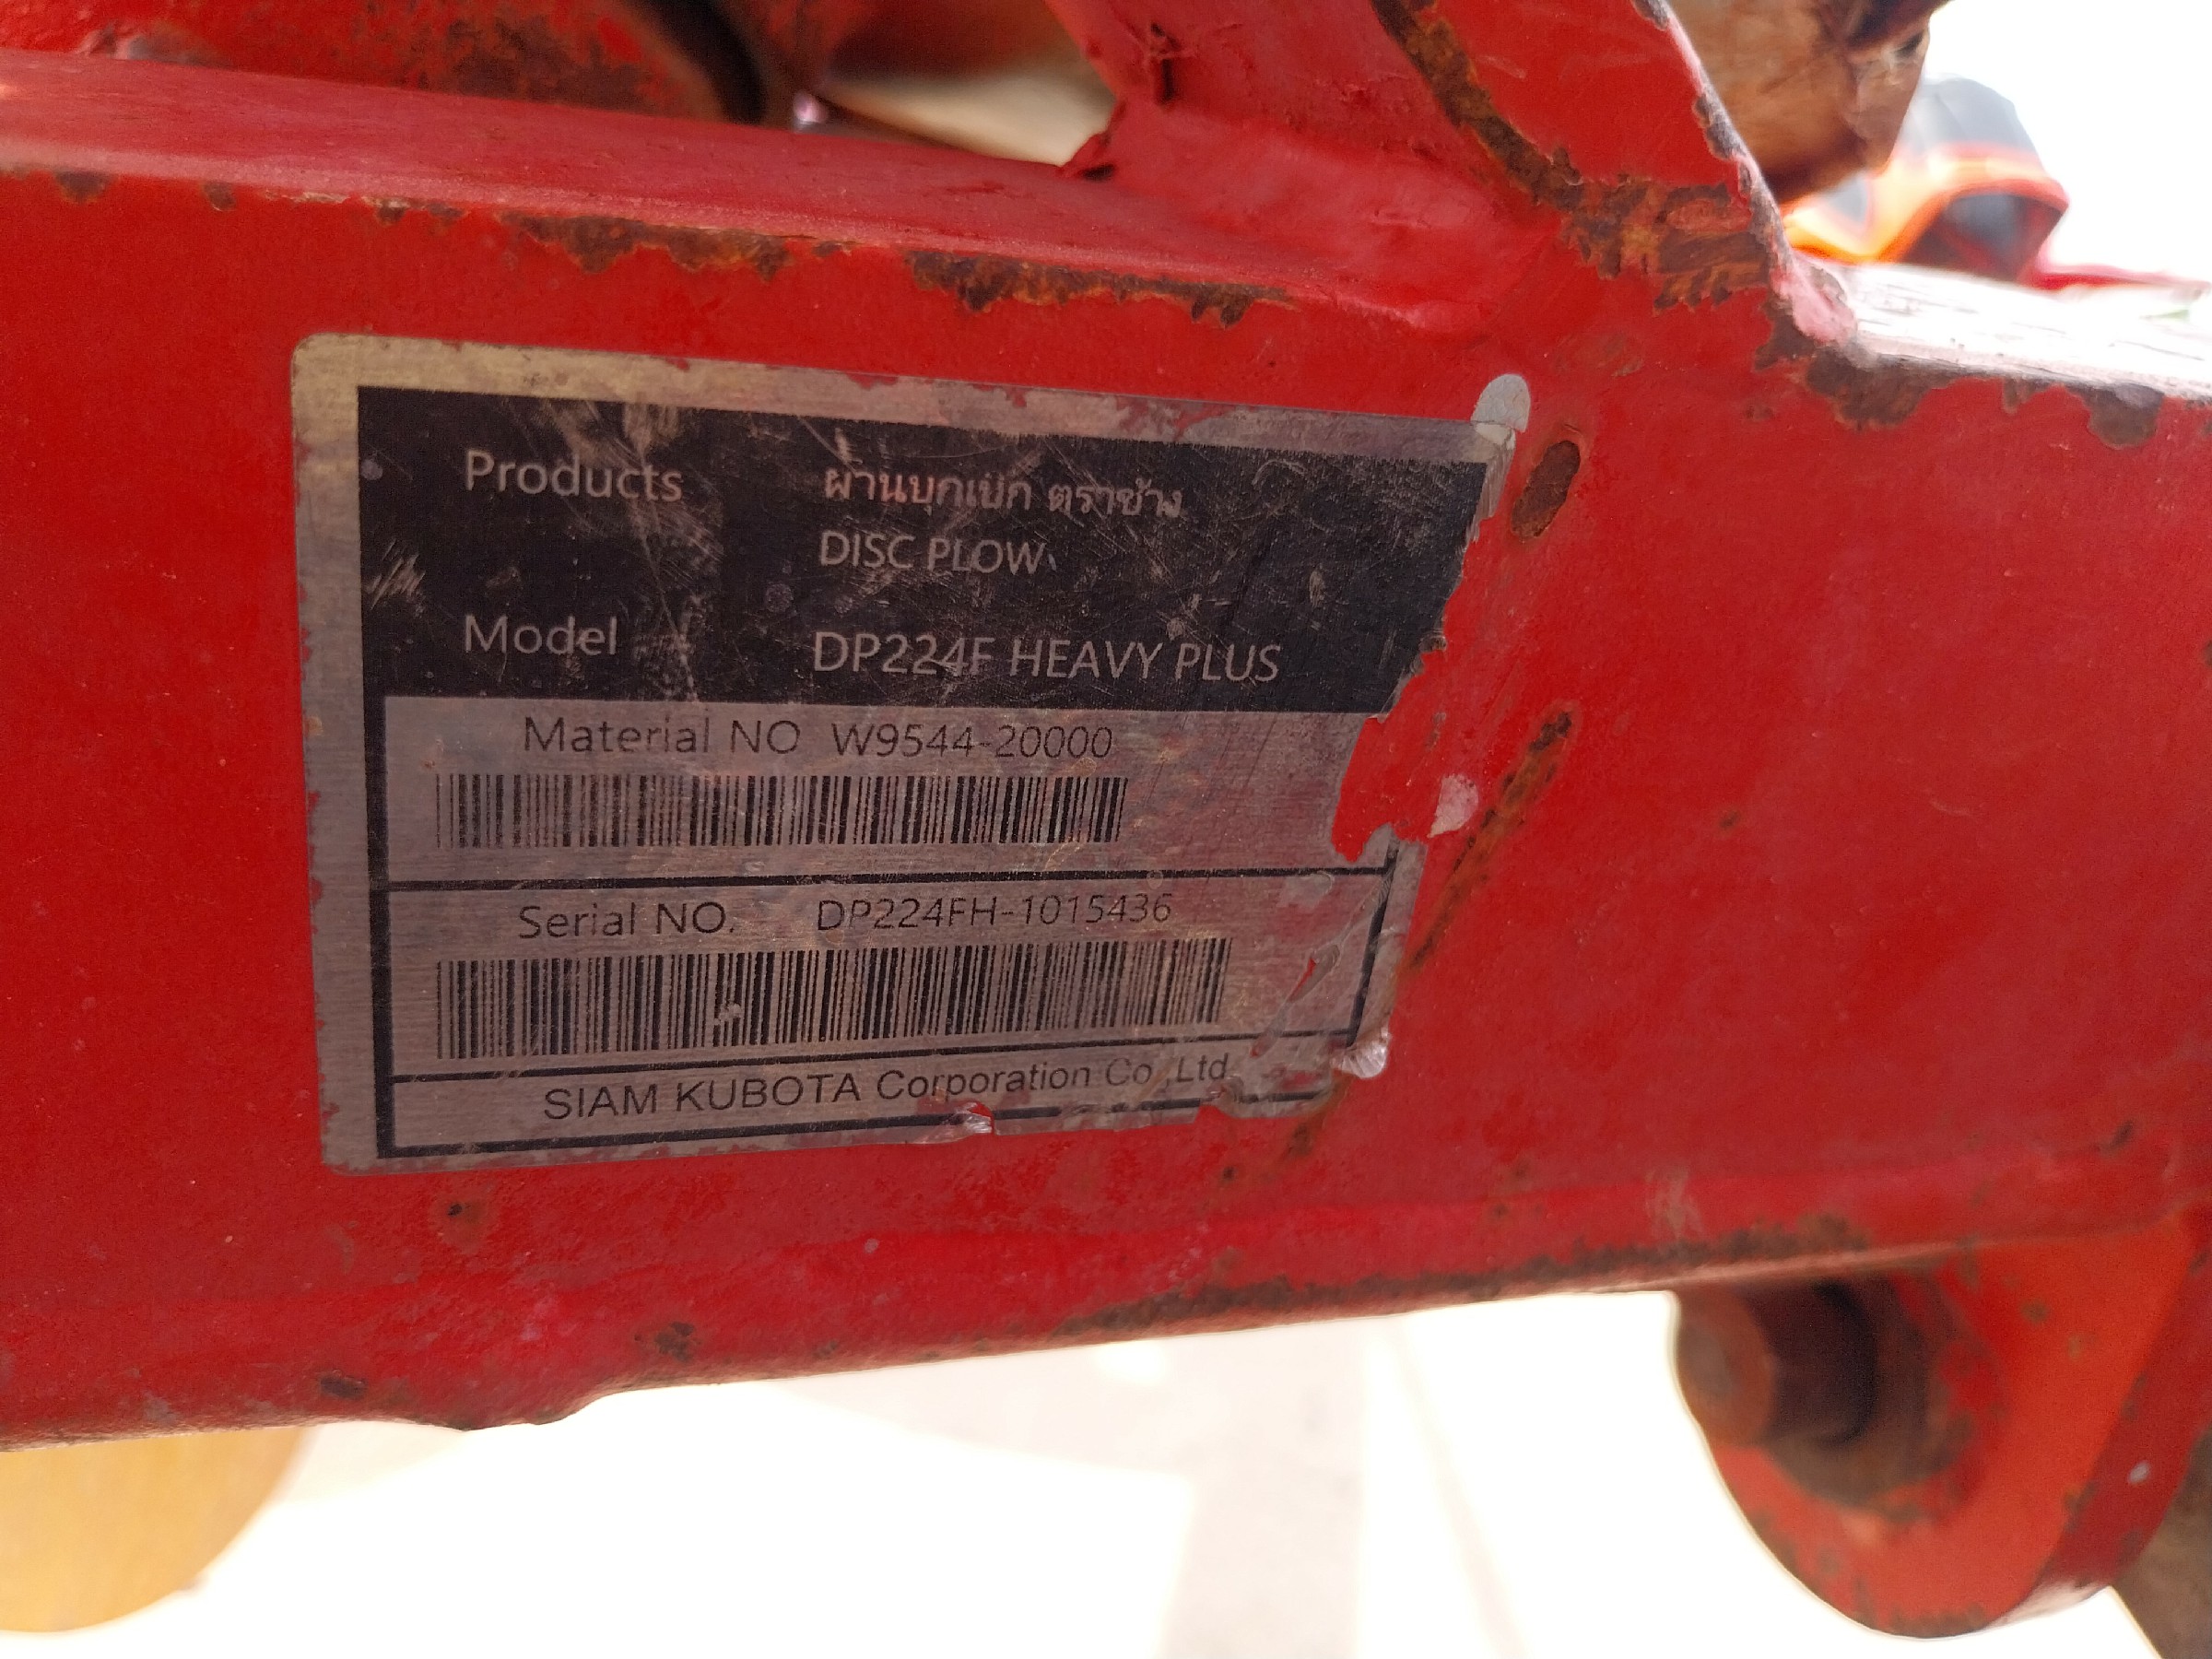 Products ผานบุกเบิก ตราช้าง
DISC PLOW
Model DP224F HEAVY PLUS
Material NO W9544-20000
Serial NO. DP224FH-1015436
SIAM KUBOTA Corporation Co.,Ltd.